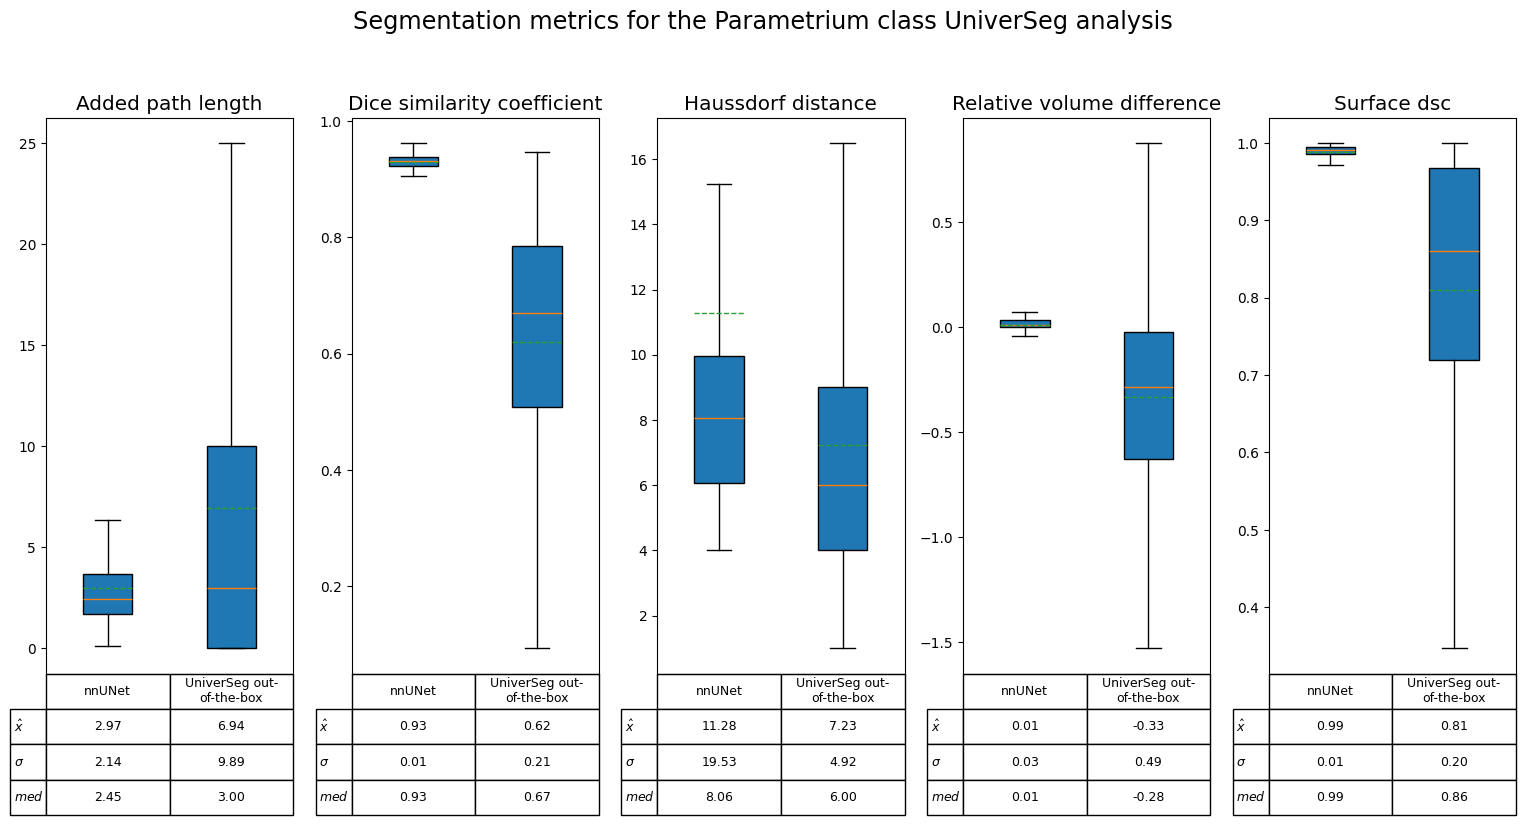 Segmentation metrics for the Parametrium class UniverSeg analysis
Added path length
Dice similarity coefficient
Haussdorf distance
Relative volume difference
Surface dsc
25
20
15
10
5
0
1.0
0.8
0.6
0.4
0.2
16
14
12
10
8
6
4
2
0.5
0.0
−0.5
−1.0
−1.5
1.0
0.9
0.8
0.7
0.6
0.5
0.4
nnUNet
UniverSeg out-
of-the-box
x̂ 2.97 6.94
σ 2.14 9.89
med 2.45 3.00
nnUNet
UniverSeg out-
of-the-box
x̂ 0.93 0.62
σ 0.01 0.21
med 0.93 0.67
nnUNet
UniverSeg out-
of-the-box
x̂ 11.28 7.23
σ 19.53 4.92
med 8.06 6.00
nnUNet
UniverSeg out-
of-the-box
x̂ 0.01 -0.33
σ 0.03 0.49
med 0.01 -0.28
nnUNet
UniverSeg out-
of-the-box
x̂ 0.99 0.81
σ 0.01 0.20
med 0.99 0.86